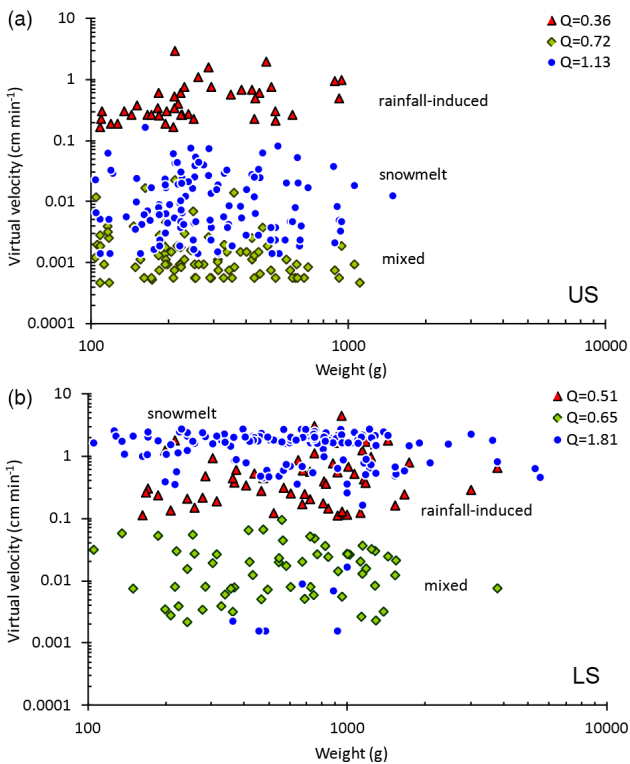 (a)
Q=0.36
Q=0.72
Q=1.13
10
1
0.1
0.01
0.001
0.0001
Virtual velocity (cm min⁻¹)
rainfall-induced
snowmelt
mixed
US
100
1000
10000
Weight (g)
(b)
Q=0.51
Q=0.65
Q=1.81
10
1
0.1
0.01
0.001
0.0001
Virtual velocity (cm min⁻¹)
snowmelt
rainfall-induced
mixed
LS
100
1000
10000
Weight (g)